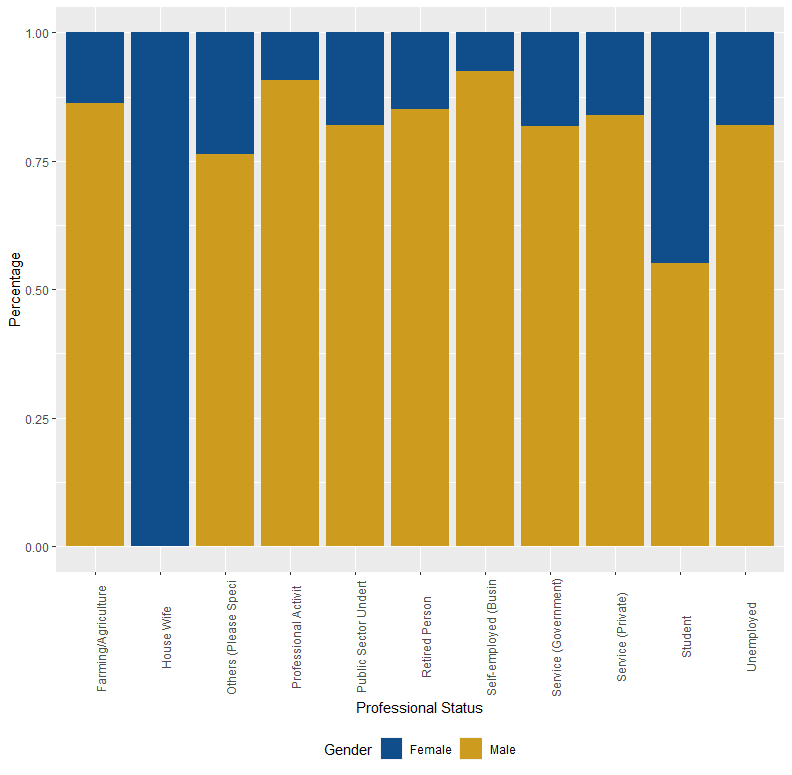 1.00
0.75
0.50
0.25
0.00
Percentage
Farming/Agriculture
House Wife
Others (Please Speci
Professional Activit
Public Sector Undert
Retired Person
Self-employed (Busin
Service (Government)
Service (Private)
Student
Unemployed
Professional Status
Gender Female Male